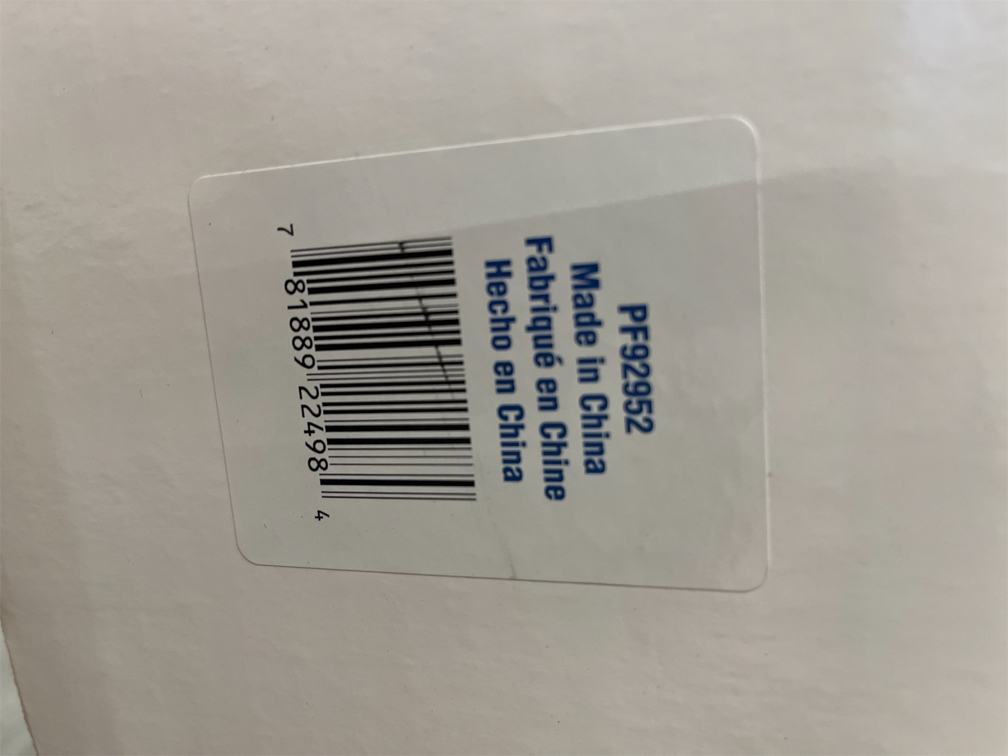 PF92952
Made in China
Fabriqué en Chine
Hecho en China
7 81889 22498 4